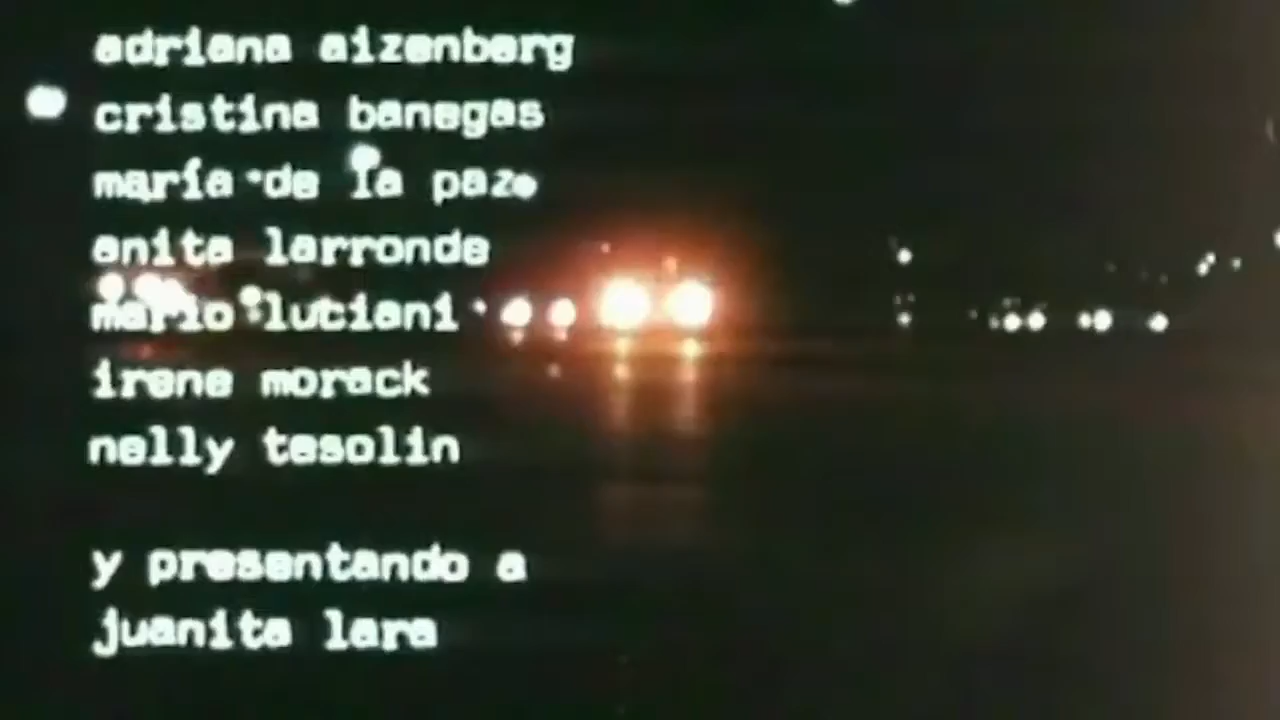 adriana aizenberg
cristina banegas
maría de la paz
anita larronde
mario luciani
irene morack
nelly tesolin
y presentando a
juanita lara